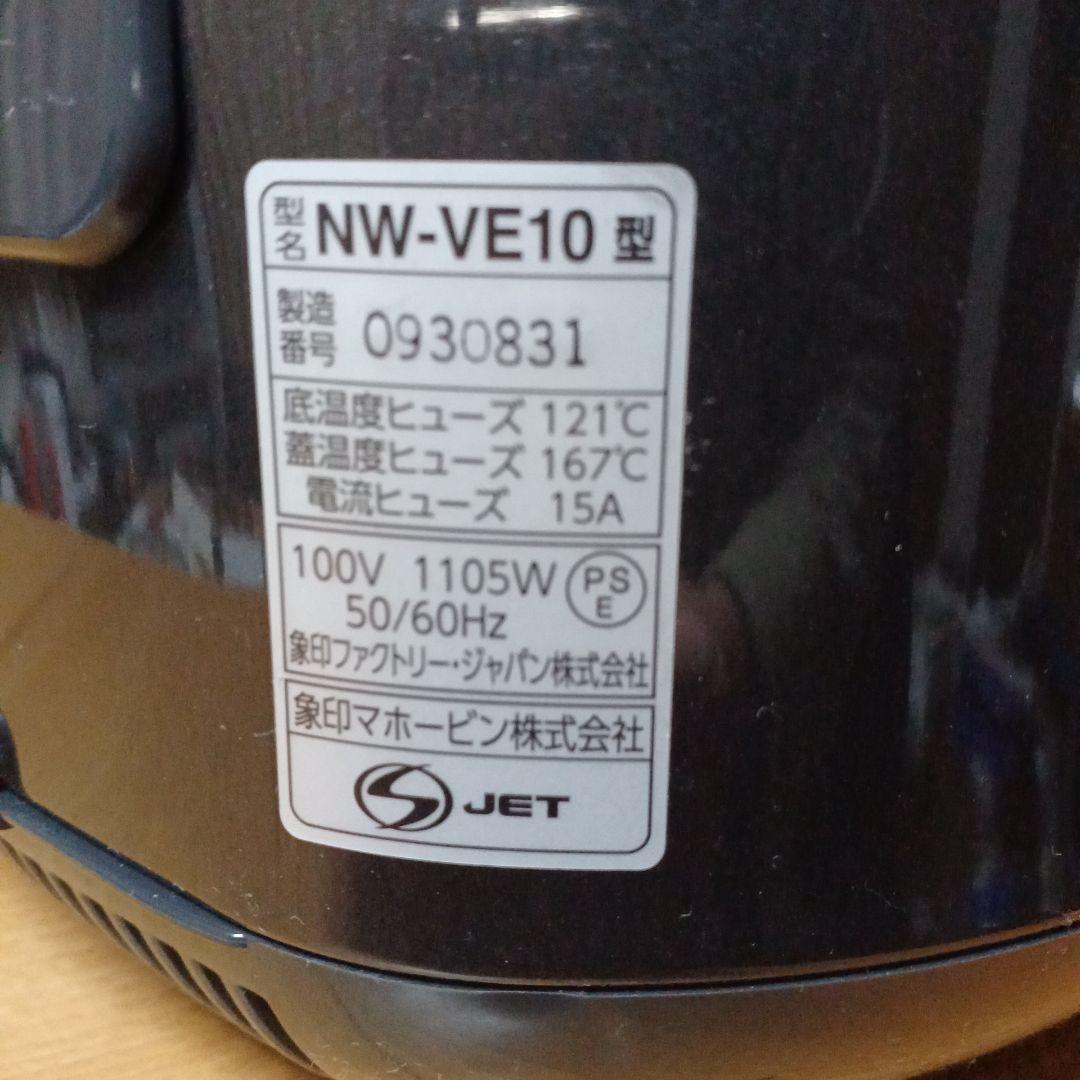 型名 NW-VE10 型
製造番号 0930831
底温度ヒューズ 121℃
蓋温度ヒューズ 167℃
電流ヒューズ 15A
100V 1105W PSE
50/60Hz
象印ファクトリー・ジャパン株式会社
象印マホービン株式会社
S JET